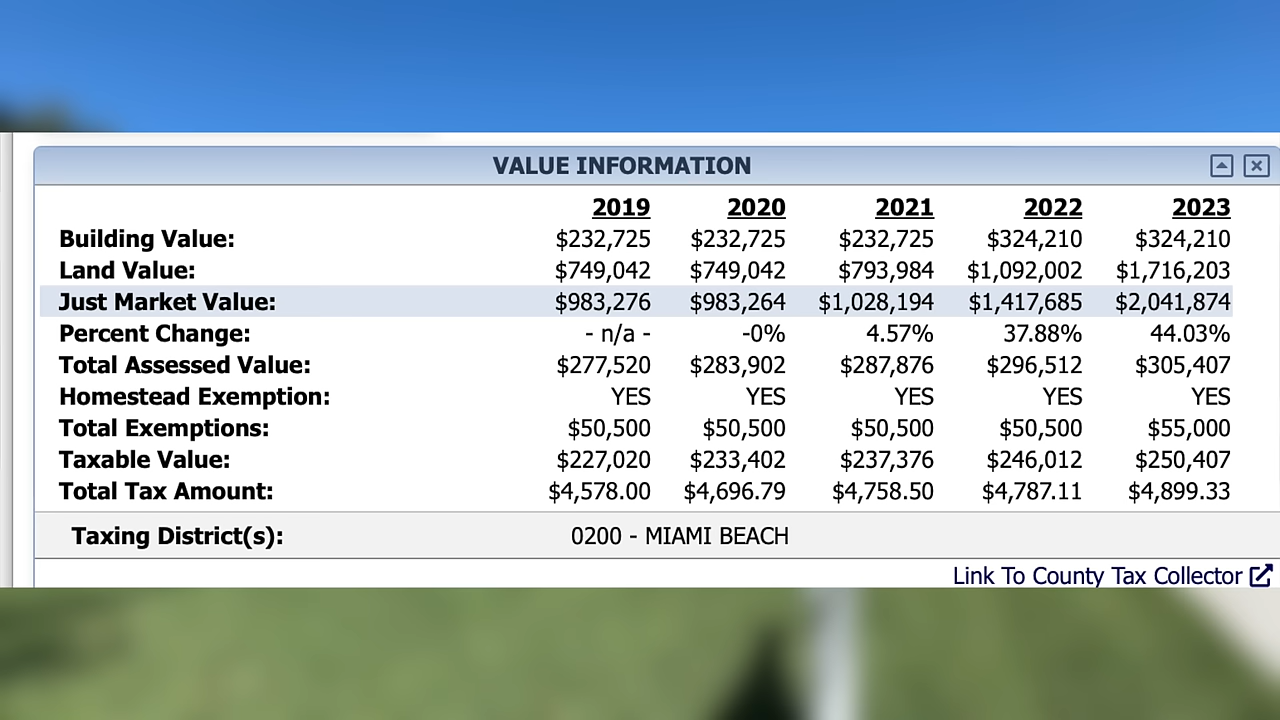 VALUE INFORMATION
2019 2020 2021 2022 2023
Building Value: $232,725 $232,725 $232,725 $324,210 $324,210
Land Value: $749,042 $749,042 $793,984 $1,092,002 $1,716,203
Just Market Value: $983,276 $983,264 $1,028,194 $1,417,685 $2,041,874
Percent Change: - n/a - -0% 4.57% 37.88% 44.03%
Total Assessed Value: $277,520 $283,902 $287,876 $296,512 $305,407
Homestead Exemption: YES YES YES YES YES
Total Exemptions: $50,500 $50,500 $50,500 $50,500 $55,000
Taxable Value: $227,020 $233,402 $237,376 $246,012 $250,407
Total Tax Amount: $4,578.00 $4,696.79 $4,758.50 $4,787.11 $4,899.33
Taxing District(s): 0200 - MIAMI BEACH
Link To County Tax Collector